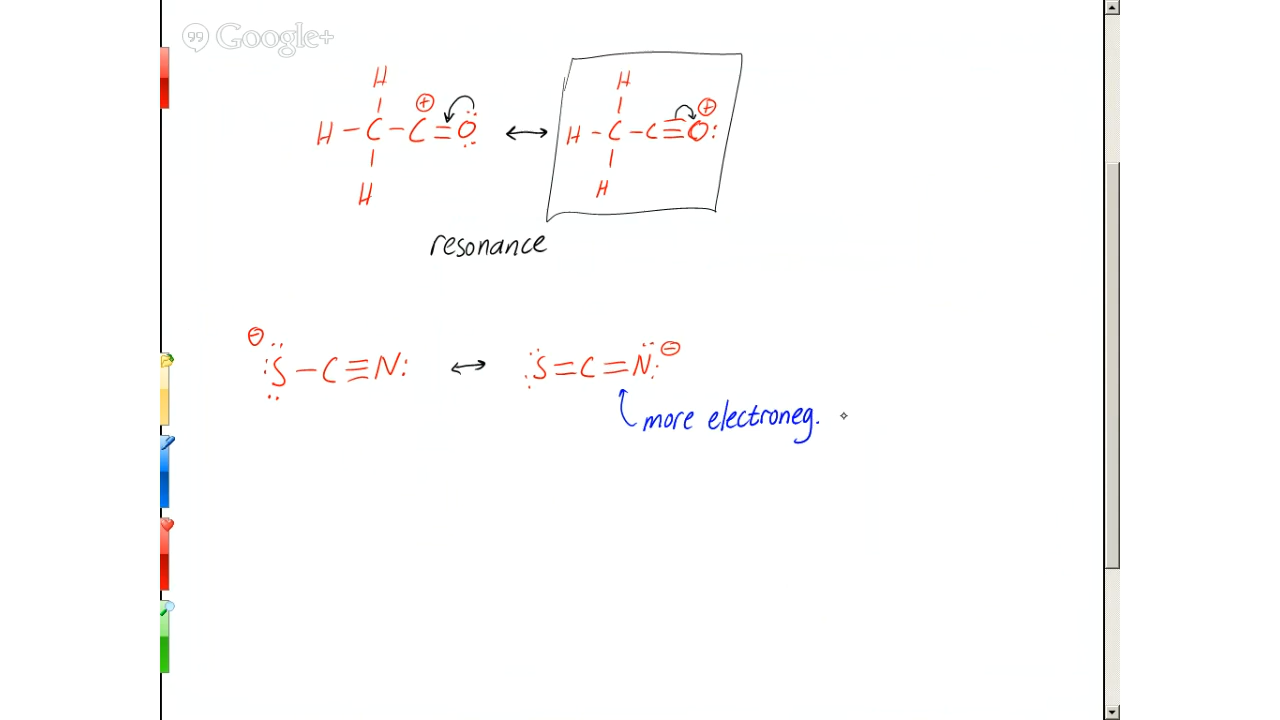 Google+
H H
H – C – C⊕ = O ↔ H – C – C ≡ O⊕
H H
resonance
⊖ S – C ≡ N: ↔ S = C = N ⊖
more electroneg.